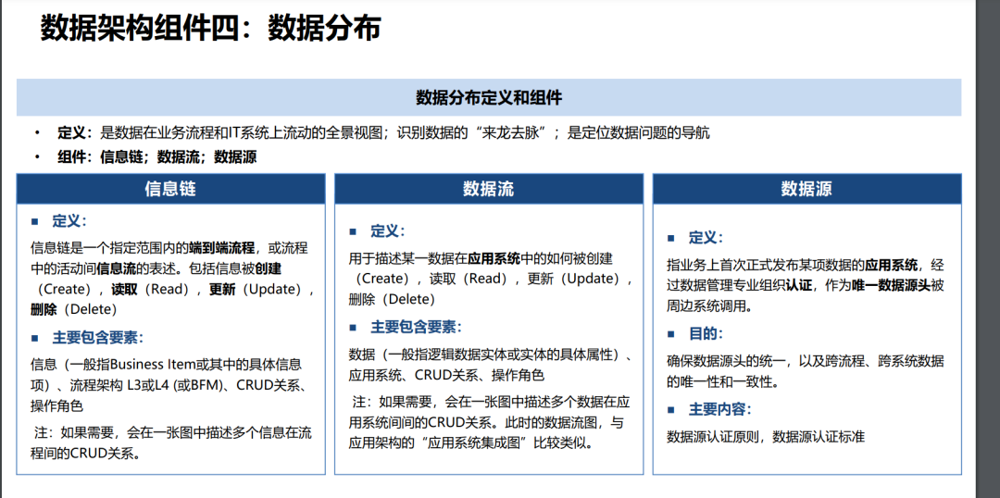 数据架构组件四：数据分布
数据分布定义和组件
• 定义：是数据在业务流程和IT系统上流动的全景视图；识别数据的“来龙去脉”；是定位数据问题的导航
• 组件：信息链；数据流；数据源
信息链
■ 定义：
信息链是一个指定范围内的端到端流程，或流程
中的活动间信息流的表述。包括信息被创建
（Create），读取（Read），更新（Update），
删除（Delete）
■ 主要包含要素：
信息（一般指Business Item或其中的具体信息
项）、流程架构 L3或L4 (或BFM)、CRUD关系、
操作角色
注：如果需要，会在一张图中描述多个信息在流
程间的CRUD关系。
数据流
■ 定义：
用于描述某一数据在应用系统中的如何被创建
（Create），读取（Read），更新（Update），
删除（Delete）
■ 主要包含要素：
数据（一般指逻辑数据实体或实体的具体属性）、
应用系统、CRUD关系、操作角色
注：如果需要，会在一张图中描述多个数据在应
用系统间间的CRUD关系。此时的数据流图，与
应用架构的“应用系统集成图”比较类似。
数据源
■ 定义：
指业务上首次正式发布某项数据的应用系统，经
过数据管理专业组织认证，作为唯一数据源头被
周边系统调用。
■ 目的：
确保数据源头的统一，以及跨流程、跨系统数据
的唯一性和一致性。
■ 主要内容：
数据源认证原则，数据源认证标准